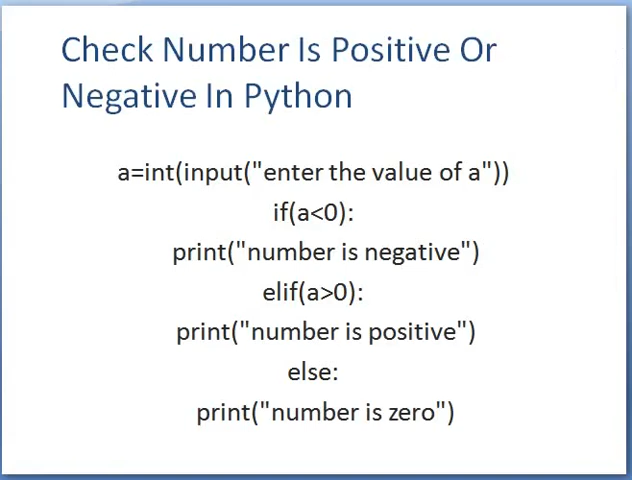 Check Number Is Positive Or
Negative In Python
a=int(input("enter the value of a"))
if(a<0):
print("number is negative")
elif(a>0):
print("number is positive")
else:
print("number is zero")